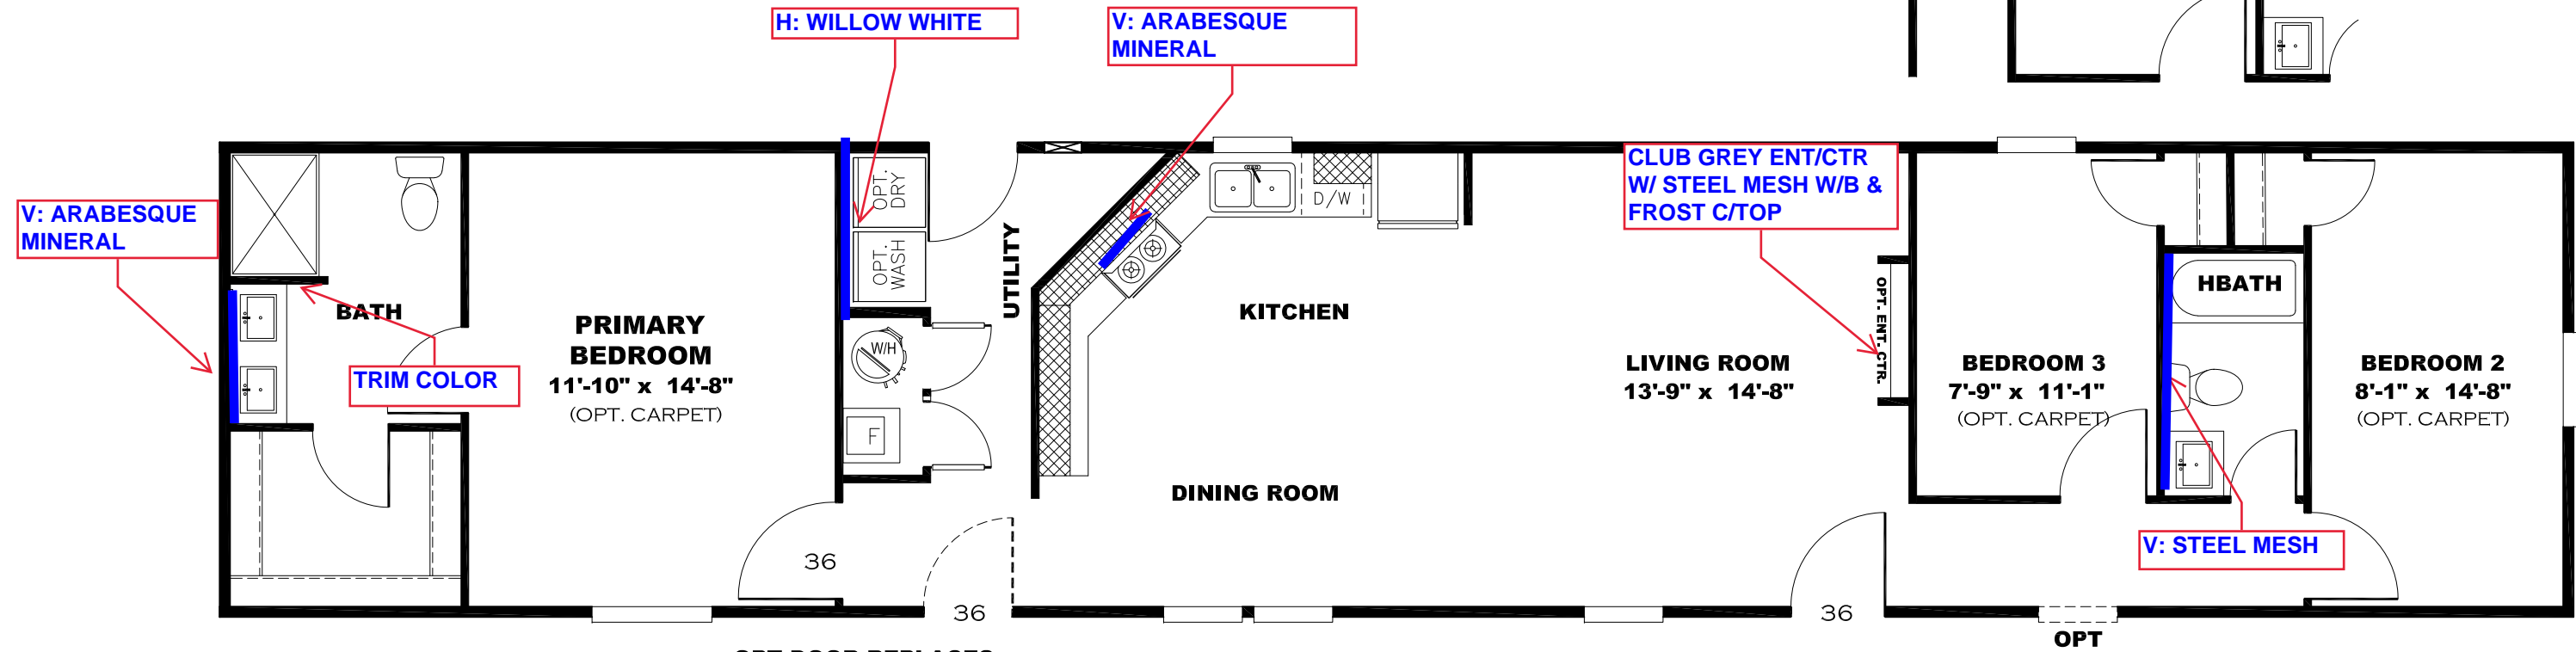 H: WILLOW WHITE
V: ARABESQUE
MINERAL
V: ARABESQUE
MINERAL
BATH
TRIM COLOR
PRIMARY
BEDROOM
11'-10" x 14'-8"
(OPT. CARPET)
OPT.
DRY
OPT.
WASH
W/H
F
UTILITY
D/W
KITCHEN
DINING ROOM
CLUB GREY ENT/CTR
W/ STEEL MESH W/B &
FROST C/TOP
LIVING ROOM
13'-9" x 14'-8"
OPT. ENT. CTR.
BEDROOM 3
7'-9" x 11'-1"
(OPT. CARPET)
HBATH
BEDROOM 2
8'-1" x 14'-8"
(OPT. CARPET)
V: STEEL MESH
36
36
36
OPT
OPT DOOR REPLACES